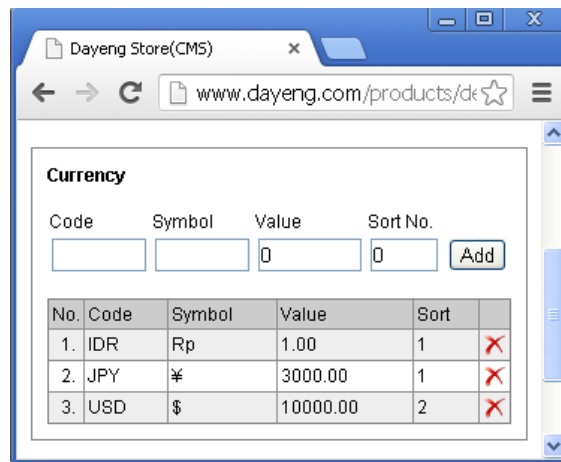 Dayeng Store(CMS)
www.dayeng.com/products/de
Currency
Code Symbol Value Sort No.
0 0 Add
No. Code Symbol Value Sort
1. IDR Rp 1.00 1
2. JPY ¥ 3000.00 1
3. USD $ 10000.00 2